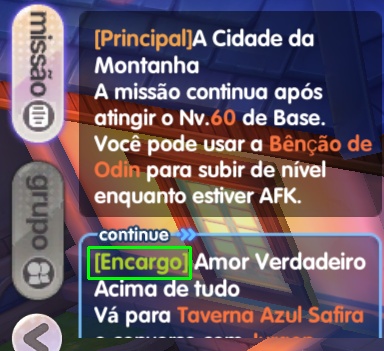 missão
grupo
[Principal]A Cidade da
Montanha
A missão continua após
atingir o Nv.60 de Base.
Você pode usar a Bênção de
Odin para subir de nível
enquanto estiver AFK.
continue
[Encargo] Amor Verdadeiro
Acima de tudo
Vá para Taverna Azul Safira